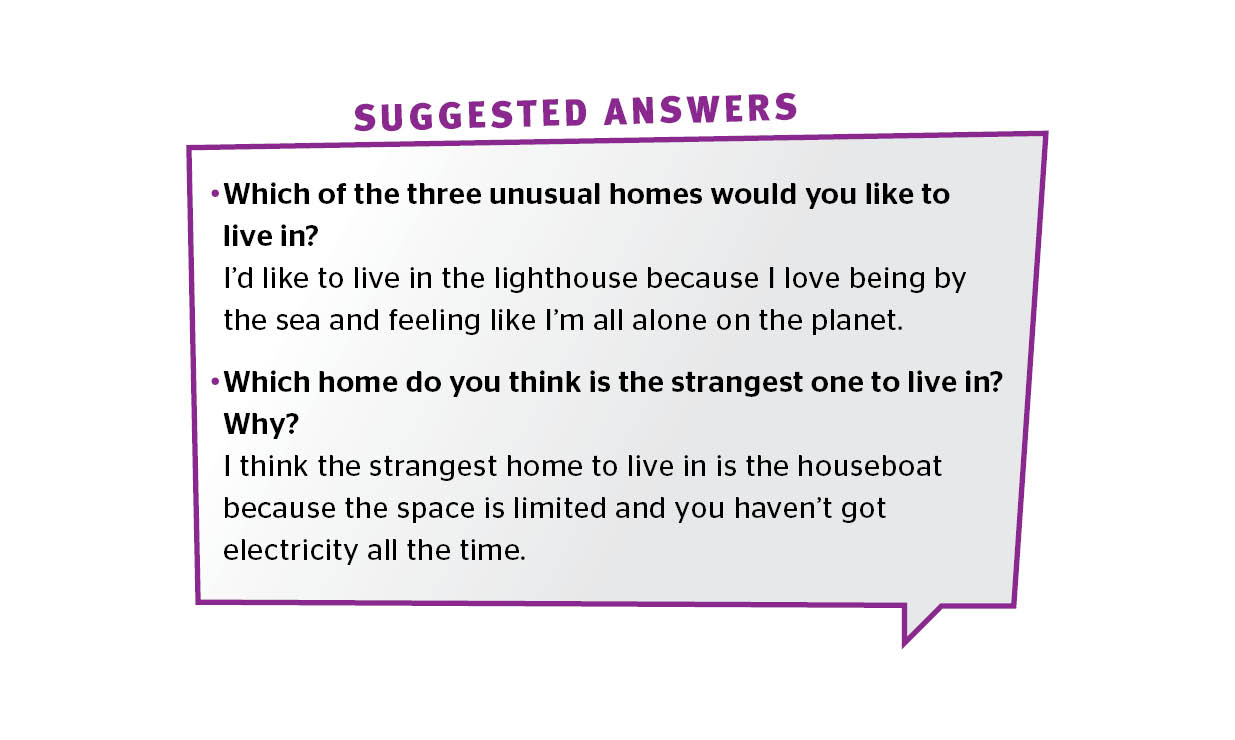 SUGGESTED ANSWERS
• Which of the three unusual homes would you like to
live in?
I’d like to live in the lighthouse because I love being by
the sea and feeling like I’m all alone on the planet.
• Which home do you think is the strangest one to live in?
Why?
I think the strangest home to live in is the houseboat
because the space is limited and you haven’t got
electricity all the time.